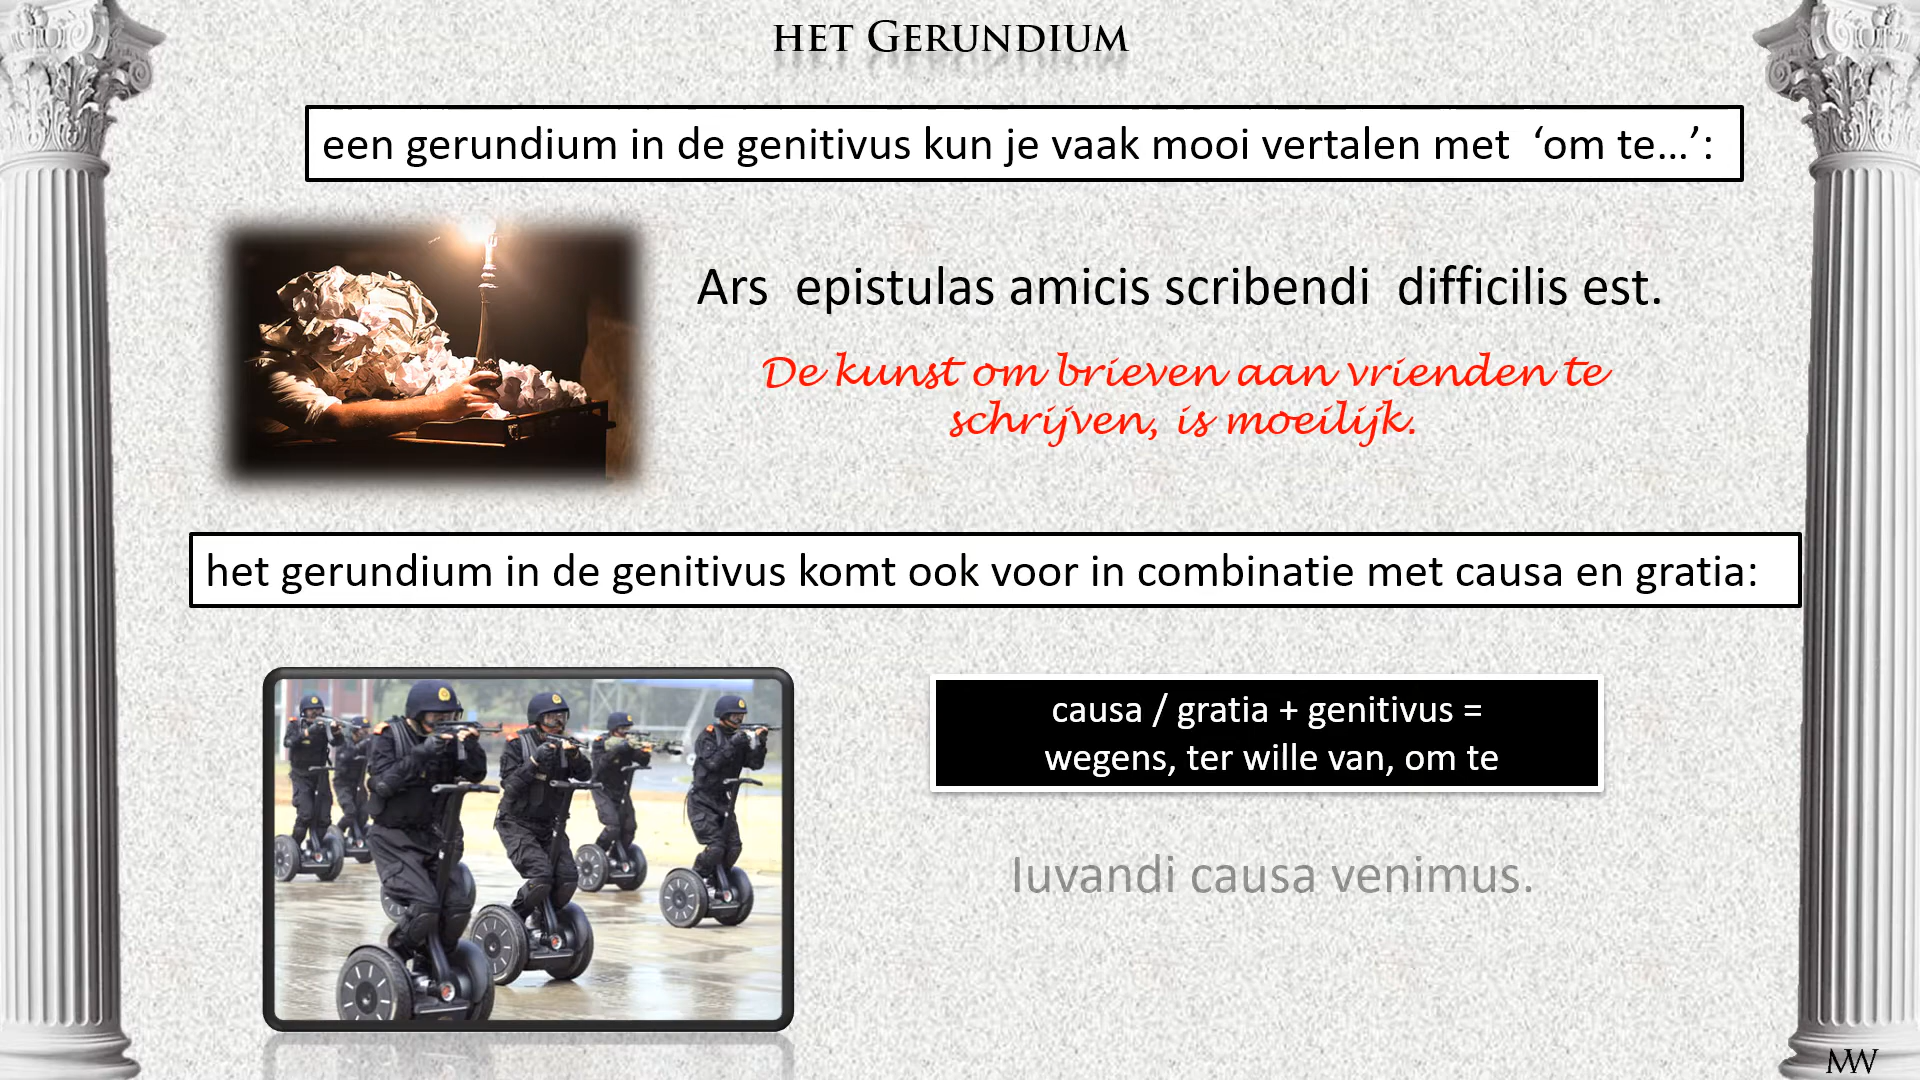 HET GERUNDIUM
een gerundium in de genitivus kun je vaak mooi vertalen met ‘om te…’:
Ars epistulas amicis scribendi difficilis est.
De kunst om brieven aan vrienden te
schrijven, is moeilijk.
het gerundium in de genitivus komt ook voor in combinatie met causa en gratia:
causa / gratia + genitivus =
wegens, ter wille van, om te
Iuvandi causa venimus.
MW